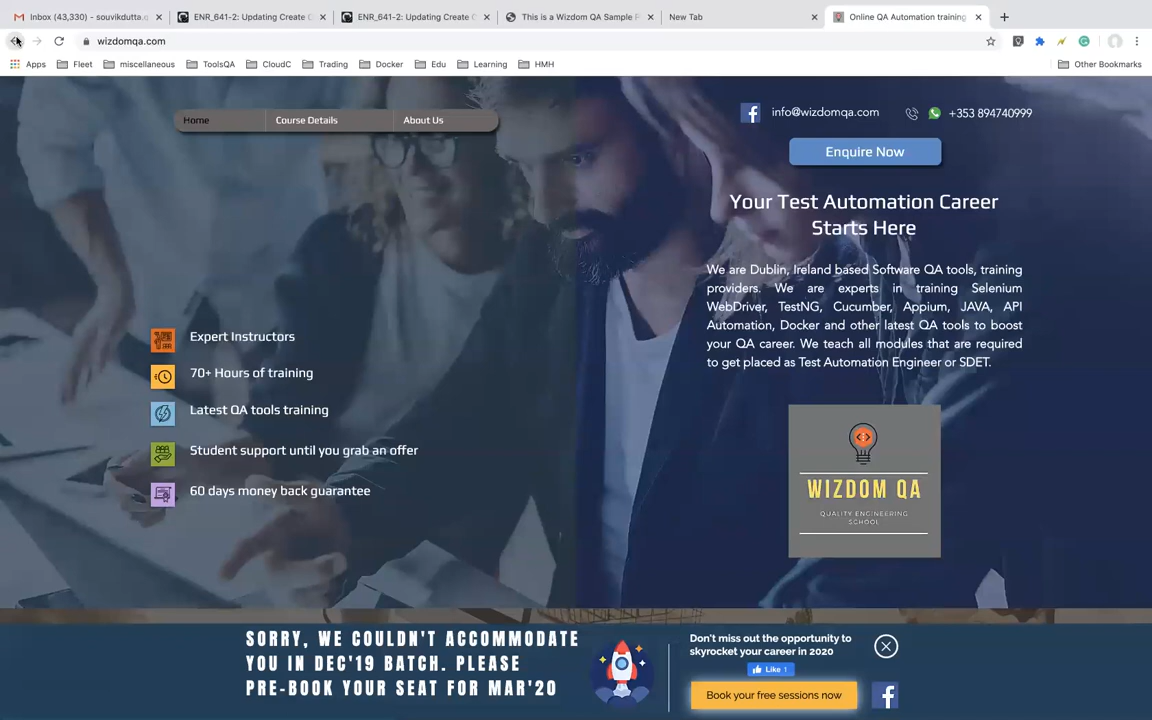 Inbox (43,330) - souvikdutta.q
ENR_641-2: Updating Create C
ENR_641-2: Updating Create C
This is a Wizdom QA Sample P
New Tab
Online QA Automation training
wizdomqa.com
Apps
Fleet
miscellaneous
ToolsQA
CloudC
Trading
Docker
Edu
Learning
HMH
Other Bookmarks
Home
Course Details
About Us
info@wizdomqa.com
+353 894740999
Enquire Now
Your Test Automation Career
Starts Here
We are Dublin, Ireland based Software QA tools, training
providers. We are experts in training Selenium
WebDriver, TestNG, Cucumber, Appium, JAVA, API
Automation, Docker and other latest QA tools to boost
your QA career. We teach all modules that are required
to get placed as Test Automation Engineer or SDET.
Expert Instructors
70+ Hours of training
Latest QA tools training
Student support until you grab an offer
60 days money back guarantee
WIZDOM QA
QUALITY ENGINEERING
SCHOOL
SORRY, WE COULDN'T ACCOMMODATE
YOU IN DEC'19 BATCH. PLEASE
PRE-BOOK YOUR SEAT FOR MAR'20
Don't miss out the opportunity to
skyrocket your career in 2020
Like 1
Book your free sessions now